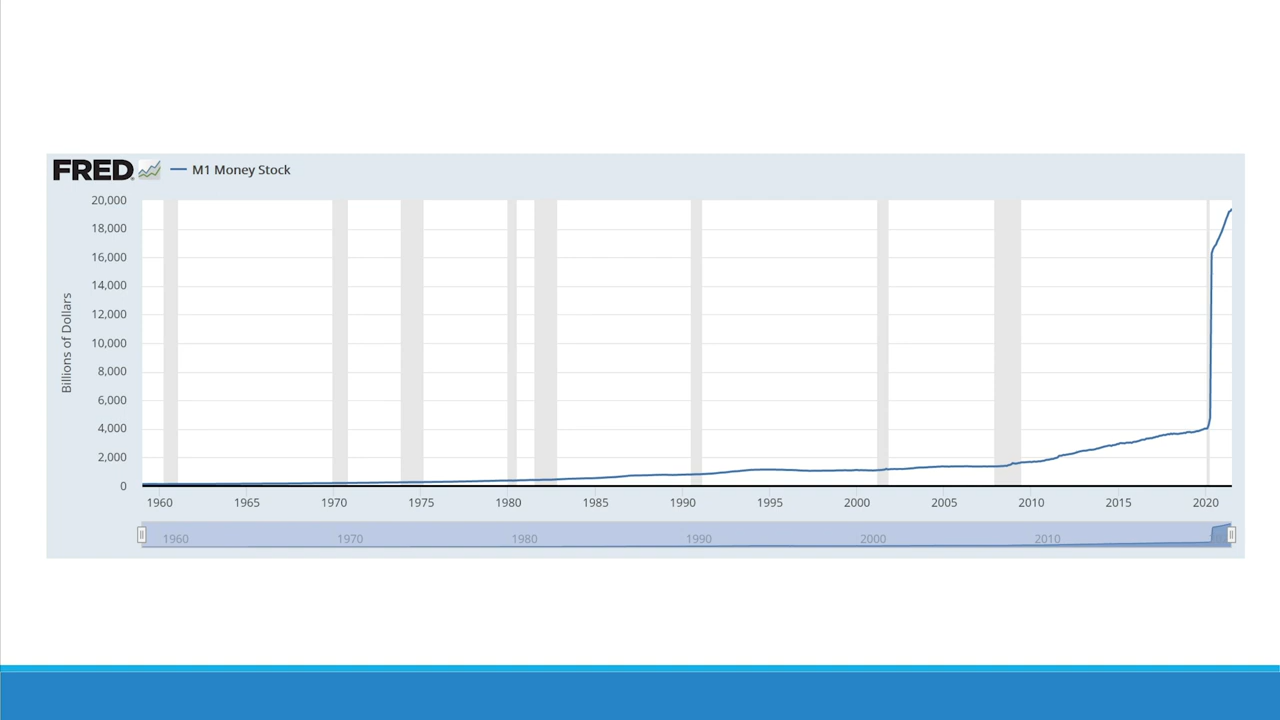 FRED
M1 Money Stock
20,000
18,000
16,000
14,000
12,000
10,000
8,000
6,000
4,000
2,000
0
Billions of Dollars
1960 1965 1970 1975 1980 1985 1990 1995 2000 2005 2010 2015 2020
1960 1970 1980 1990 2000 2010